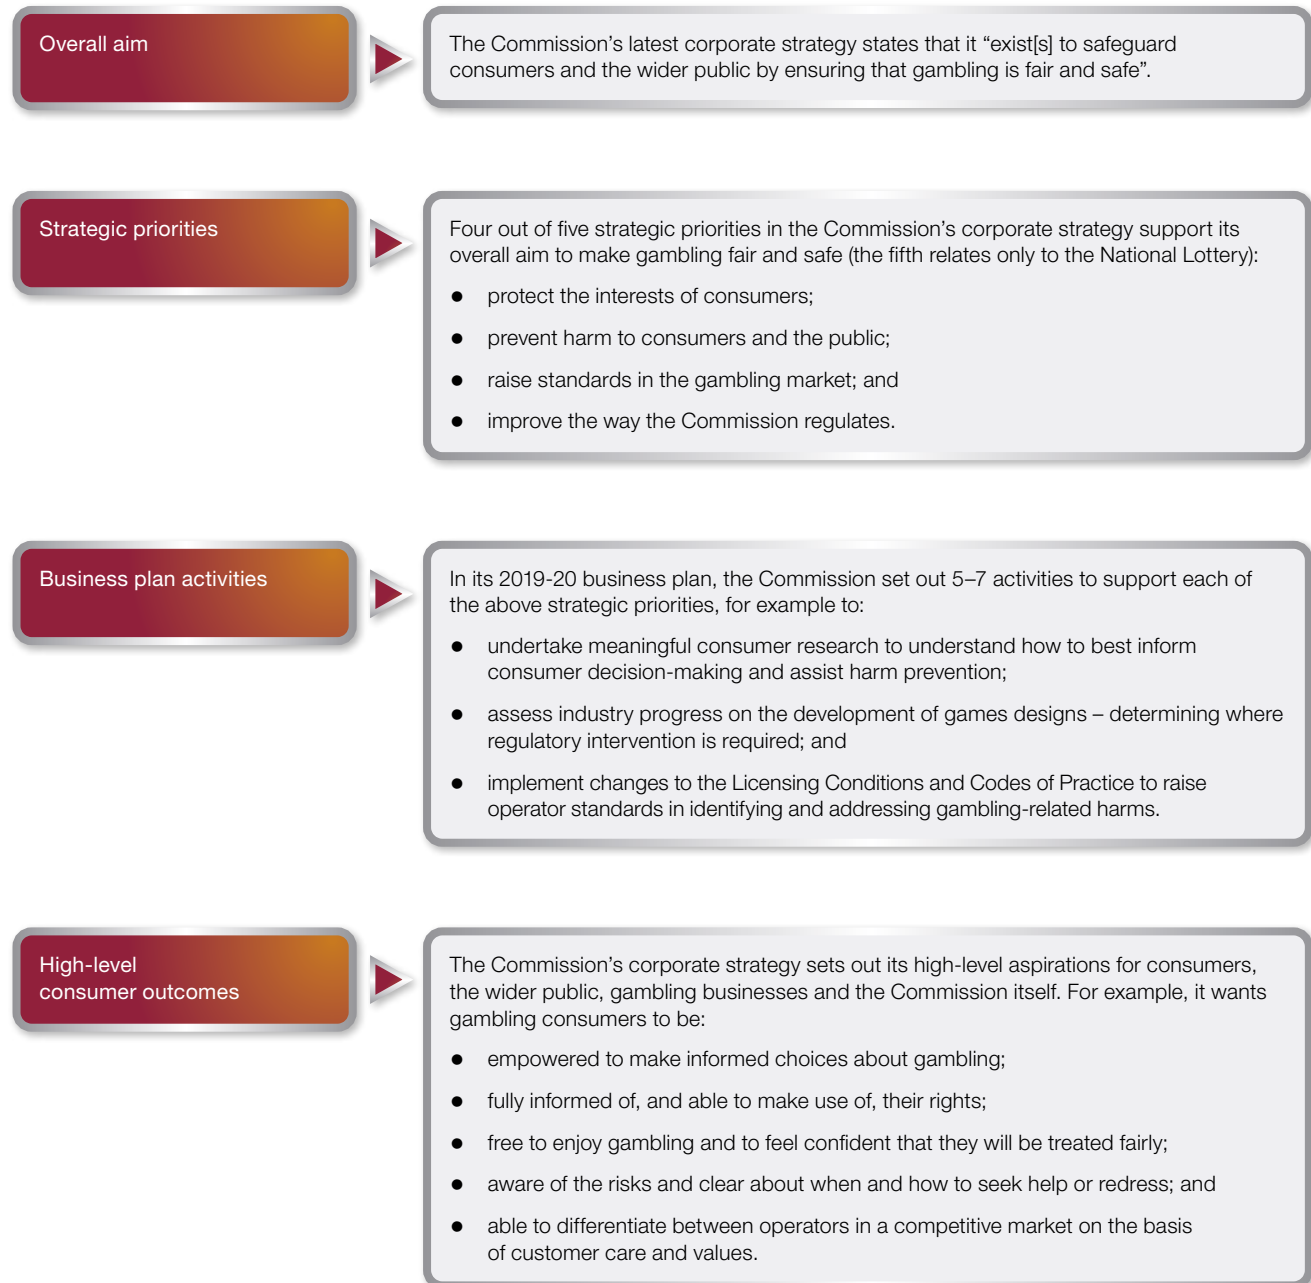 Overall aim
The Commission’s latest corporate strategy states that it “exist[s] to safeguard
consumers and the wider public by ensuring that gambling is fair and safe”.
Strategic priorities
Four out of five strategic priorities in the Commission’s corporate strategy support its
overall aim to make gambling fair and safe (the fifth relates only to the National Lottery):
● protect the interests of consumers;
● prevent harm to consumers and the public;
● raise standards in the gambling market; and
● improve the way the Commission regulates.
Business plan activities
In its 2019-20 business plan, the Commission set out 5–7 activities to support each of
the above strategic priorities, for example to:
● undertake meaningful consumer research to understand how to best inform
consumer decision-making and assist harm prevention;
● assess industry progress on the development of games designs – determining where
regulatory intervention is required; and
● implement changes to the Licensing Conditions and Codes of Practice to raise
operator standards in identifying and addressing gambling-related harms.
High-level
consumer outcomes
The Commission’s corporate strategy sets out its high-level aspirations for consumers,
the wider public, gambling businesses and the Commission itself. For example, it wants
gambling consumers to be:
● empowered to make informed choices about gambling;
● fully informed of, and able to make use of, their rights;
● free to enjoy gambling and to feel confident that they will be treated fairly;
● aware of the risks and clear about when and how to seek help or redress; and
● able to differentiate between operators in a competitive market on the basis
of customer care and values.